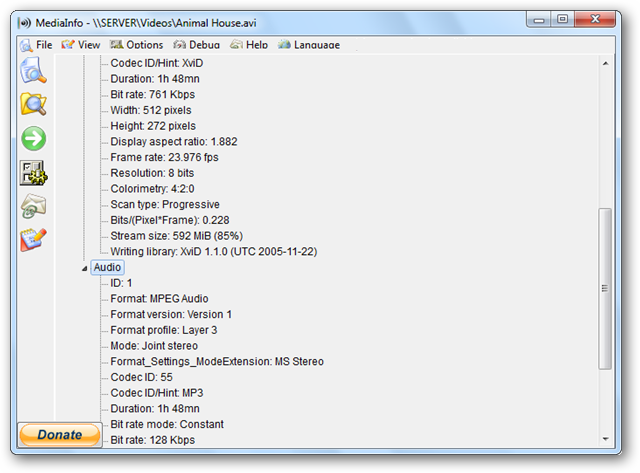 MediaInfo - \\SERVER\Videos\Animal House.avi
File View Options Debug Help Language
Codec ID/Hint: XviD
Duration: 1h 48mn
Bit rate: 761 Kbps
Width: 512 pixels
Height: 272 pixels
Display aspect ratio: 1.882
Frame rate: 23.976 fps
Resolution: 8 bits
Colorimetry: 4:2:0
Scan type: Progressive
Bits/(Pixel*Frame): 0.228
Stream size: 592 MiB (85%)
Writing library: XviD 1.1.0 (UTC 2005-11-22)
Audio
ID: 1
Format: MPEG Audio
Format version: Version 1
Format profile: Layer 3
Mode: Joint stereo
Format_Settings_ModeExtension: MS Stereo
Codec ID: 55
Codec ID/Hint: MP3
Duration: 1h 48mn
Bit rate mode: Constant
Bit rate: 128 Kbps
Donate